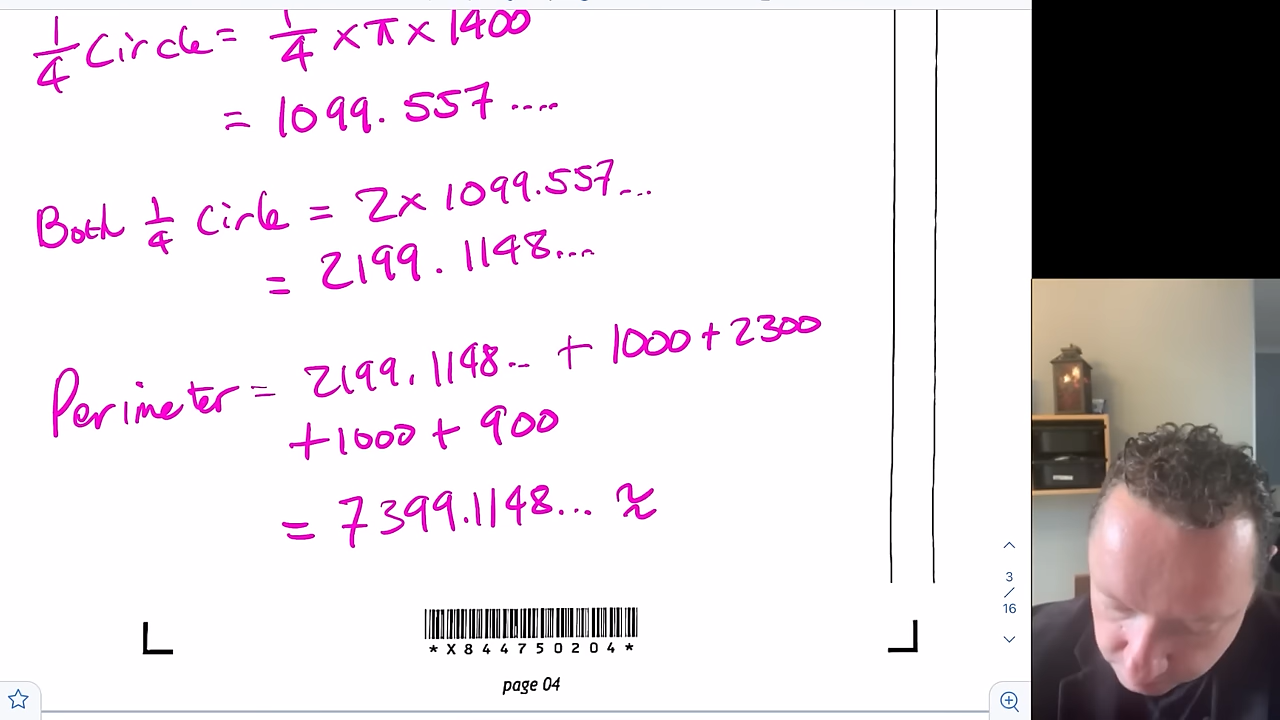 1/4 Circle = 1/4 × π × 1400
= 1099.557....
Both 1/4 Circle = 2 × 1099.557...
= 2199.1148...
Perimeter = 2199.1148.. + 1000 + 2300
+ 1000 + 900
= 7399.1148... ≈
3
/
16
*X844750204*
page 04